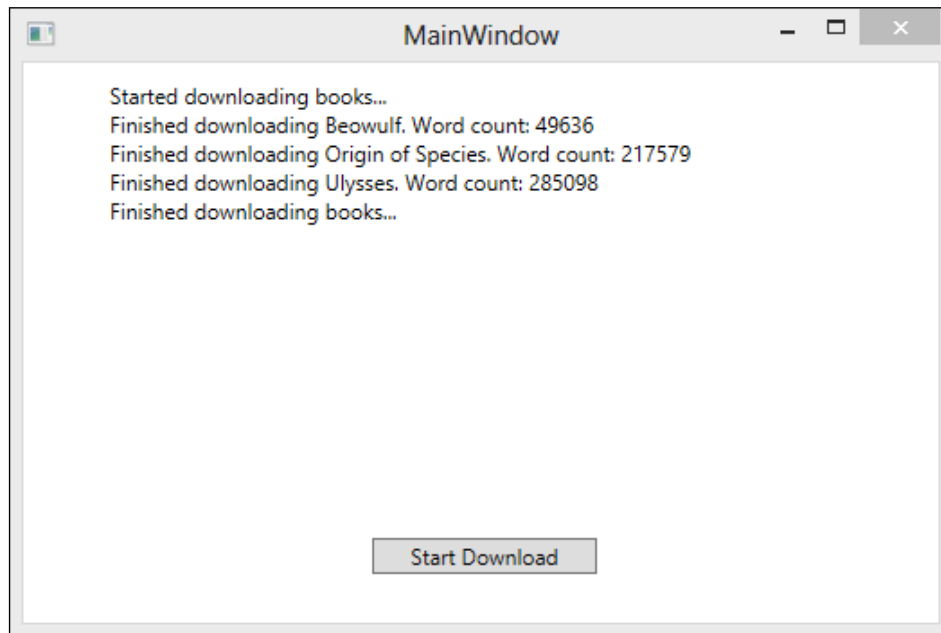 MainWindow
Started downloading books...
Finished downloading Beowulf. Word count: 49636
Finished downloading Origin of Species. Word count: 217579
Finished downloading Ulysses. Word count: 285098
Finished downloading books...
Start Download